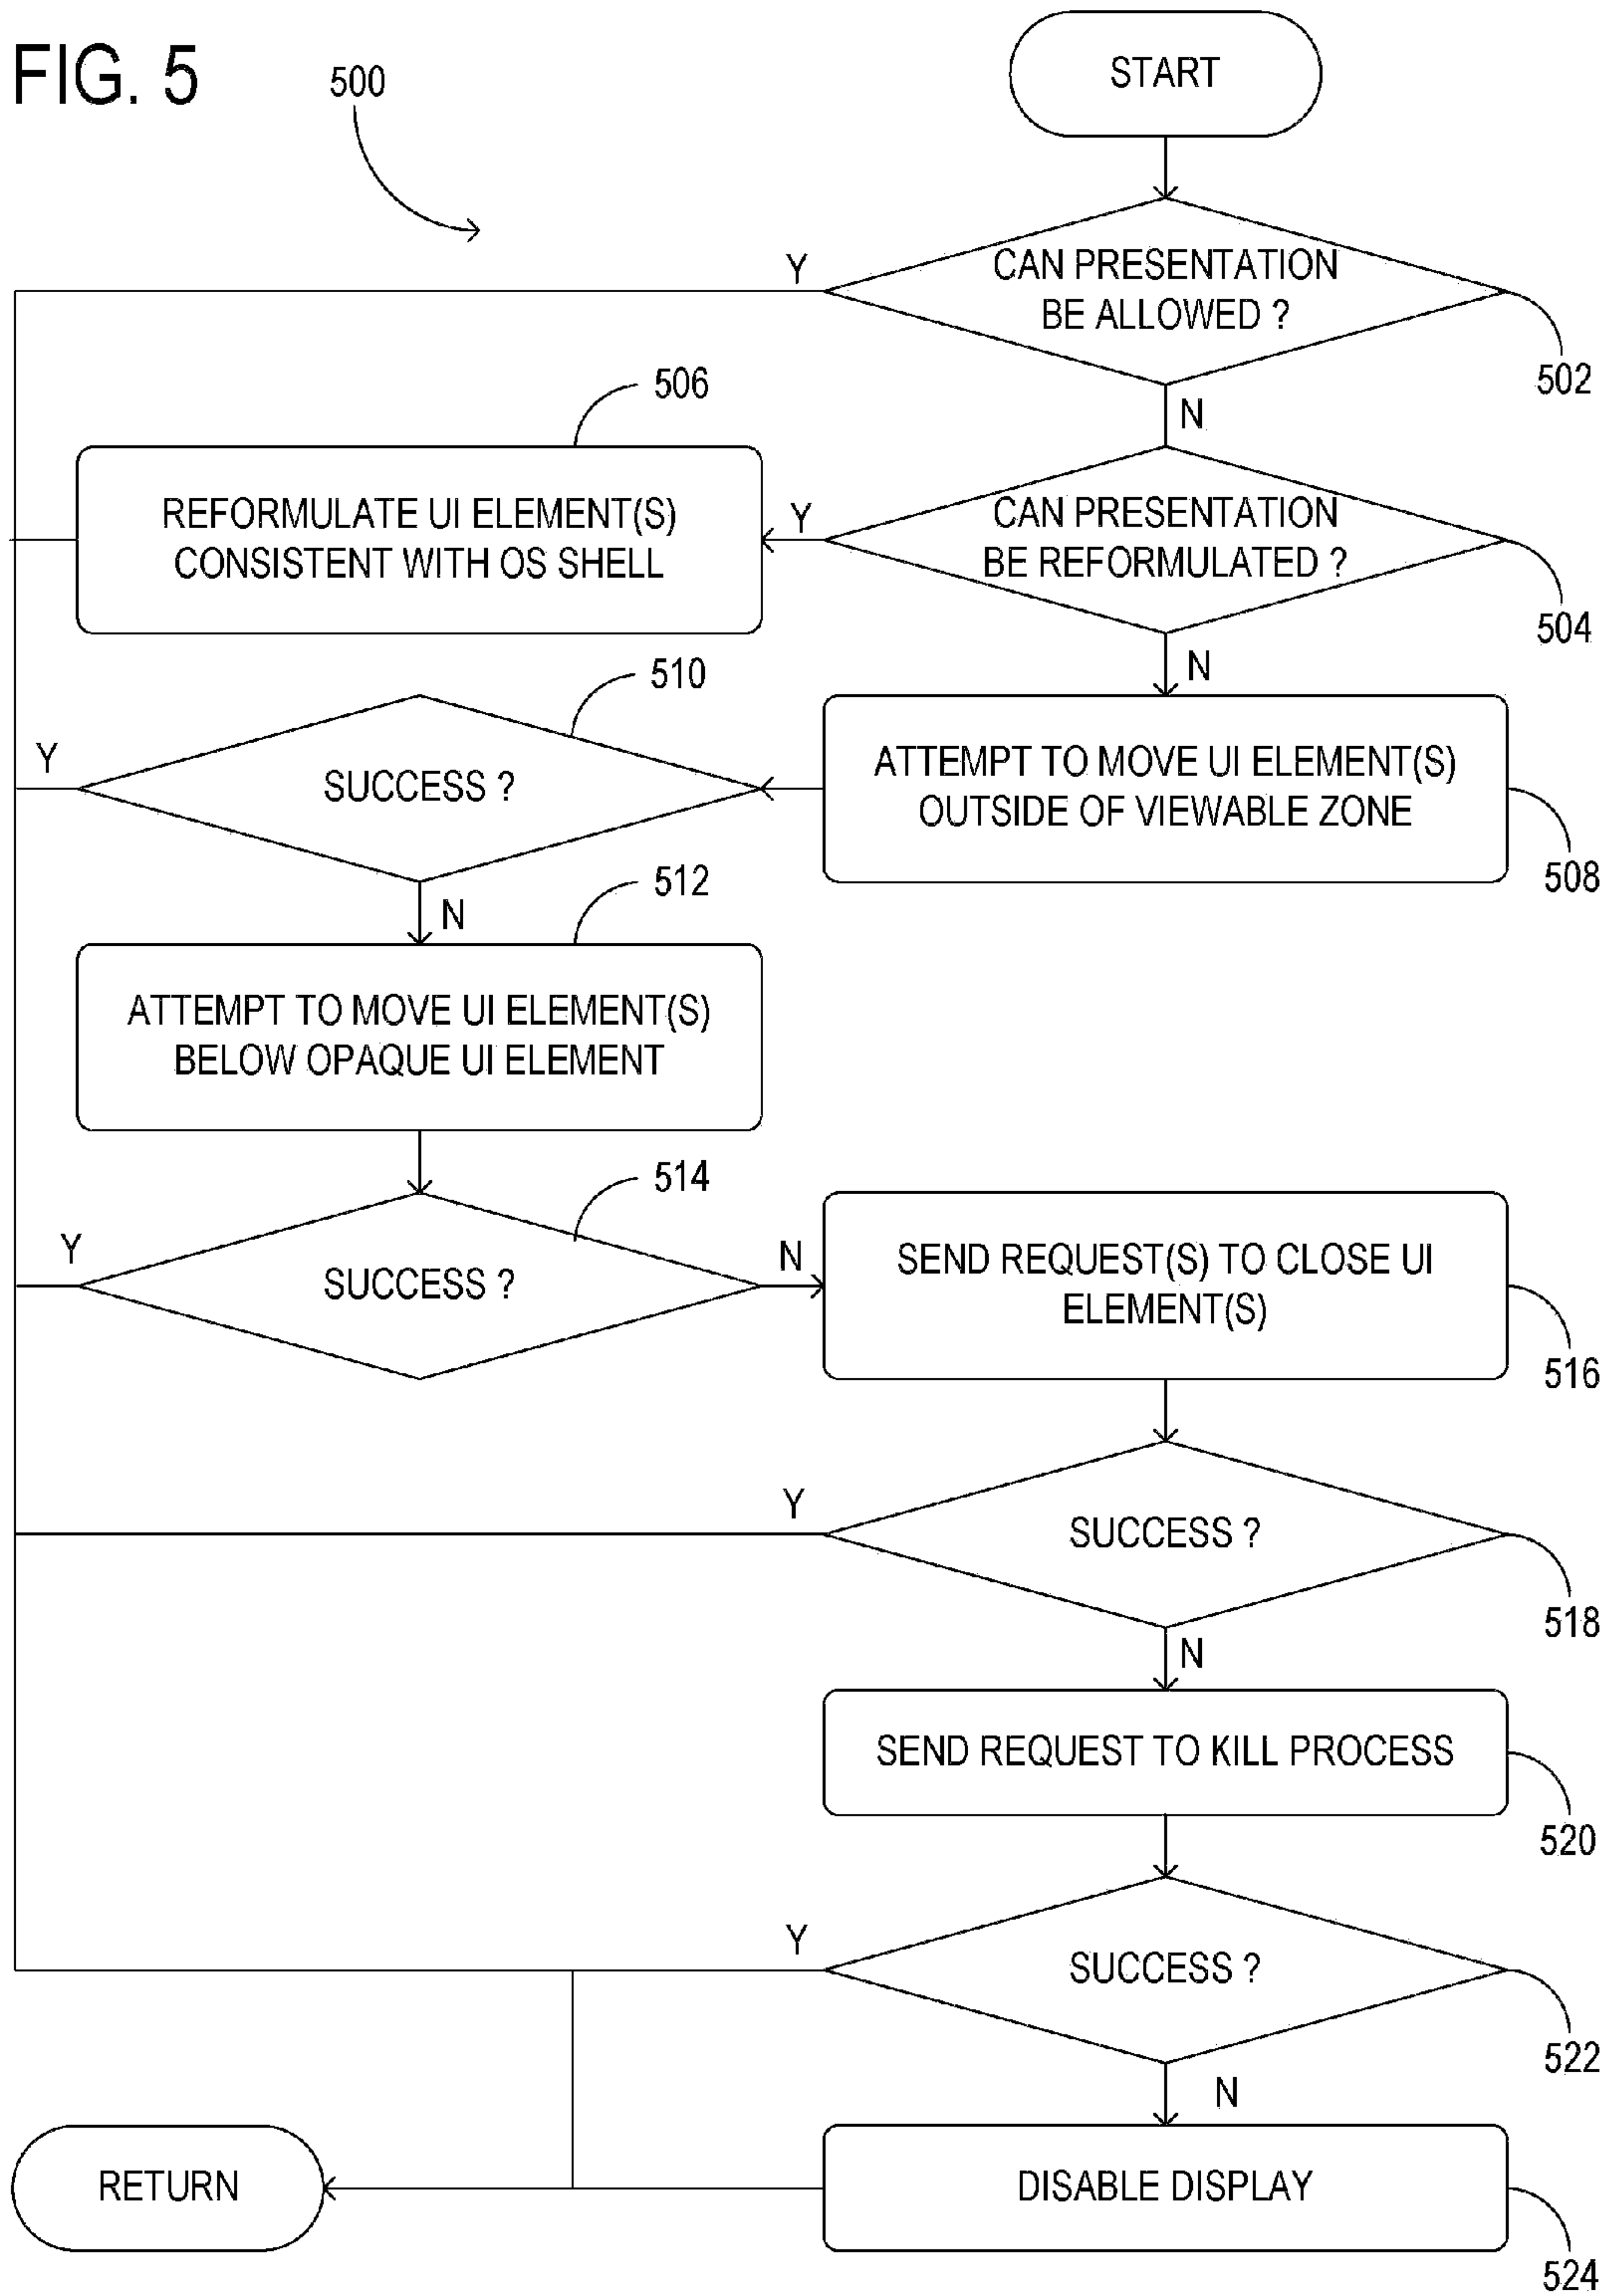 FIG. 5
500
START
CAN PRESENTATION
BE ALLOWED ?
Y
502
N
506
REFORMULATE UI ELEMENT(S)
CONSISTENT WITH OS SHELL
Y
CAN PRESENTATION
BE REFORMULATED ?
504
N
510
Y
SUCCESS ?
ATTEMPT TO MOVE UI ELEMENT(S)
OUTSIDE OF VIEWABLE ZONE
508
N
512
ATTEMPT TO MOVE UI ELEMENT(S)
BELOW OPAQUE UI ELEMENT
514
Y
SUCCESS ?
N
SEND REQUEST(S) TO CLOSE UI
ELEMENT(S)
516
Y
SUCCESS ?
518
N
SEND REQUEST TO KILL PROCESS
520
Y
SUCCESS ?
522
N
RETURN
DISABLE DISPLAY
524